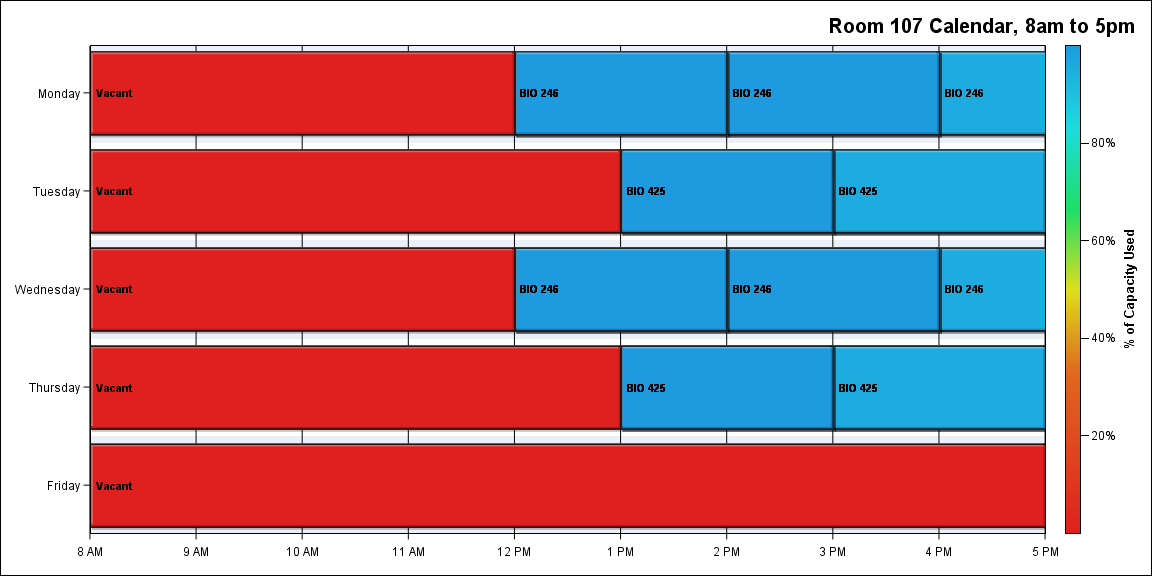 Room 107 Calendar, 8am to 5pm
Monday
Vacant
BIO 246
BIO 246
BIO 246
Tuesday
Vacant
BIO 425
BIO 425
Wednesday
Vacant
BIO 246
BIO 246
BIO 246
Thursday
Vacant
BIO 425
BIO 425
Friday
Vacant
8 AM
9 AM
10 AM
11 AM
12 PM
1 PM
2 PM
3 PM
4 PM
5 PM
80%
60%
40%
20%
% of Capacity Used